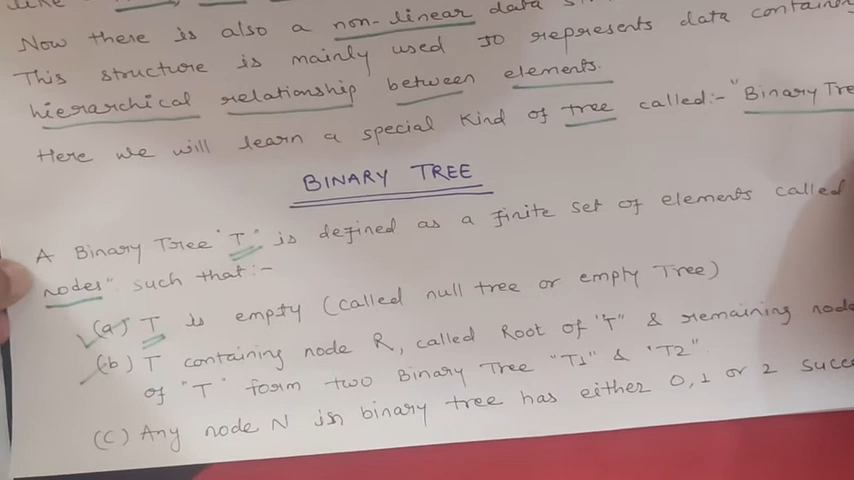 Now there is also a non-linear data
This structure is mainly used to represents data
hierarchical relationship between elements.
Here we will learn a special kind of tree called:- "Binary Tre
BINARY TREE
A Binary Tree "T" is defined as a finite set of elements called
nodes" such that:-
(a) T is empty (called null tree or empty Tree)
(b) T containing node R, called Root of "T" & remaining node
of "T" form two Binary Tree "T1" & "T2".
(C) Any node N in binary tree has either 0, 1 or 2 succe